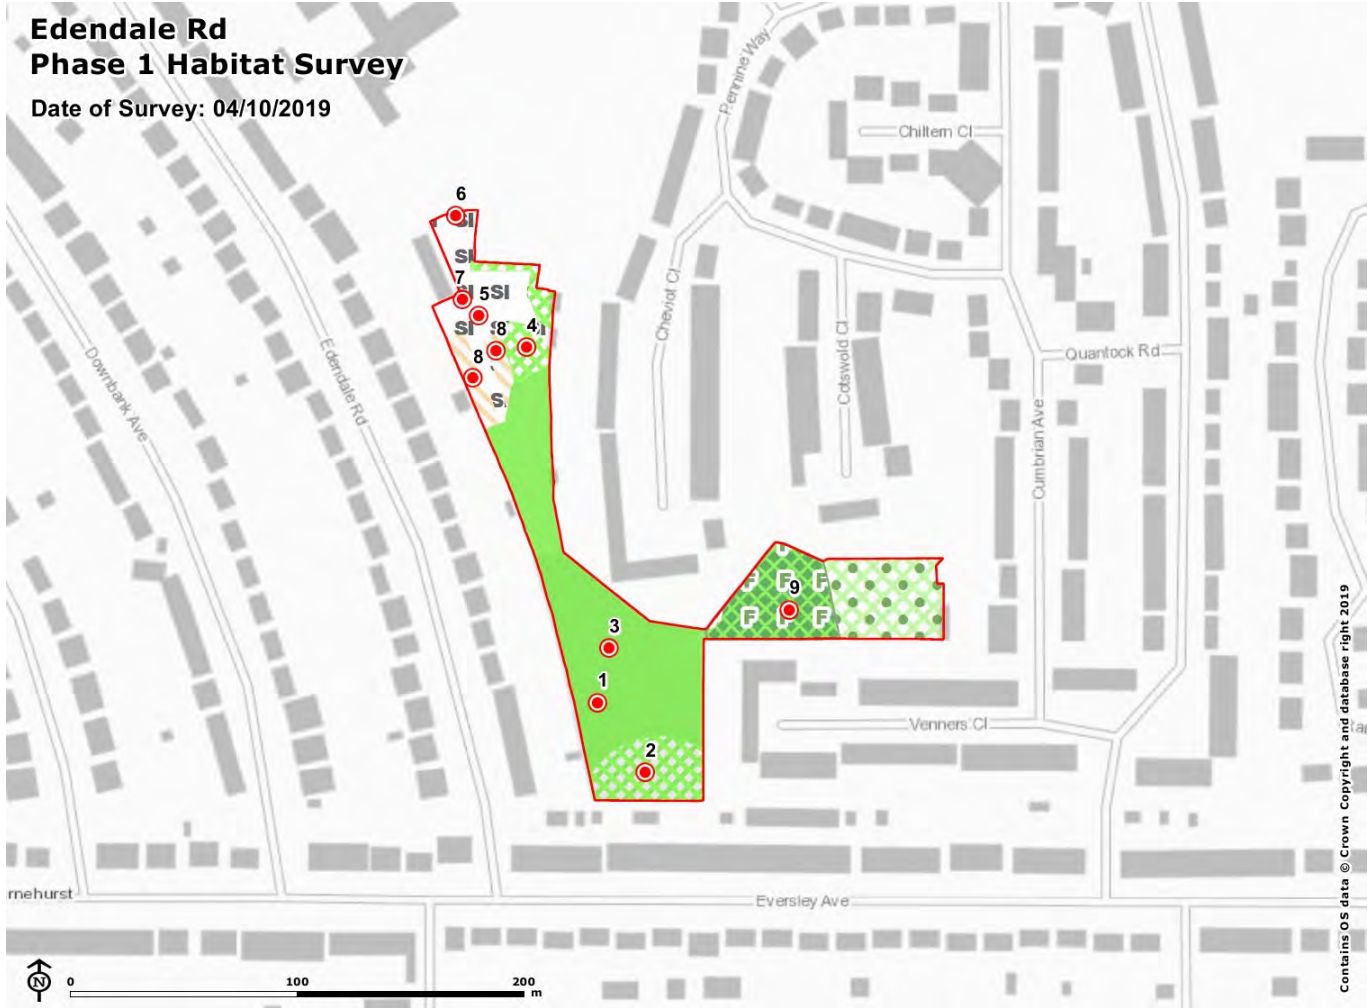 Edendale Rd
Phase 1 Habitat Survey
Date of Survey: 04/10/2019
Pennine Way
Chiltern Cl
6
SI
SI
7
SI
5
SI
Cheviot Cl
SI
8
4
8
SI
Cotswold Cl
Quantock Rd
Downbank Ave
Edendale Rd
Cumbrian Ave
F
F
F
9
F
F
F
3
1
Venners Cl
2
rnehurst
Eversley Ave
N
0
100
200
m
Contains OS data © Crown Copyright and database right 2019